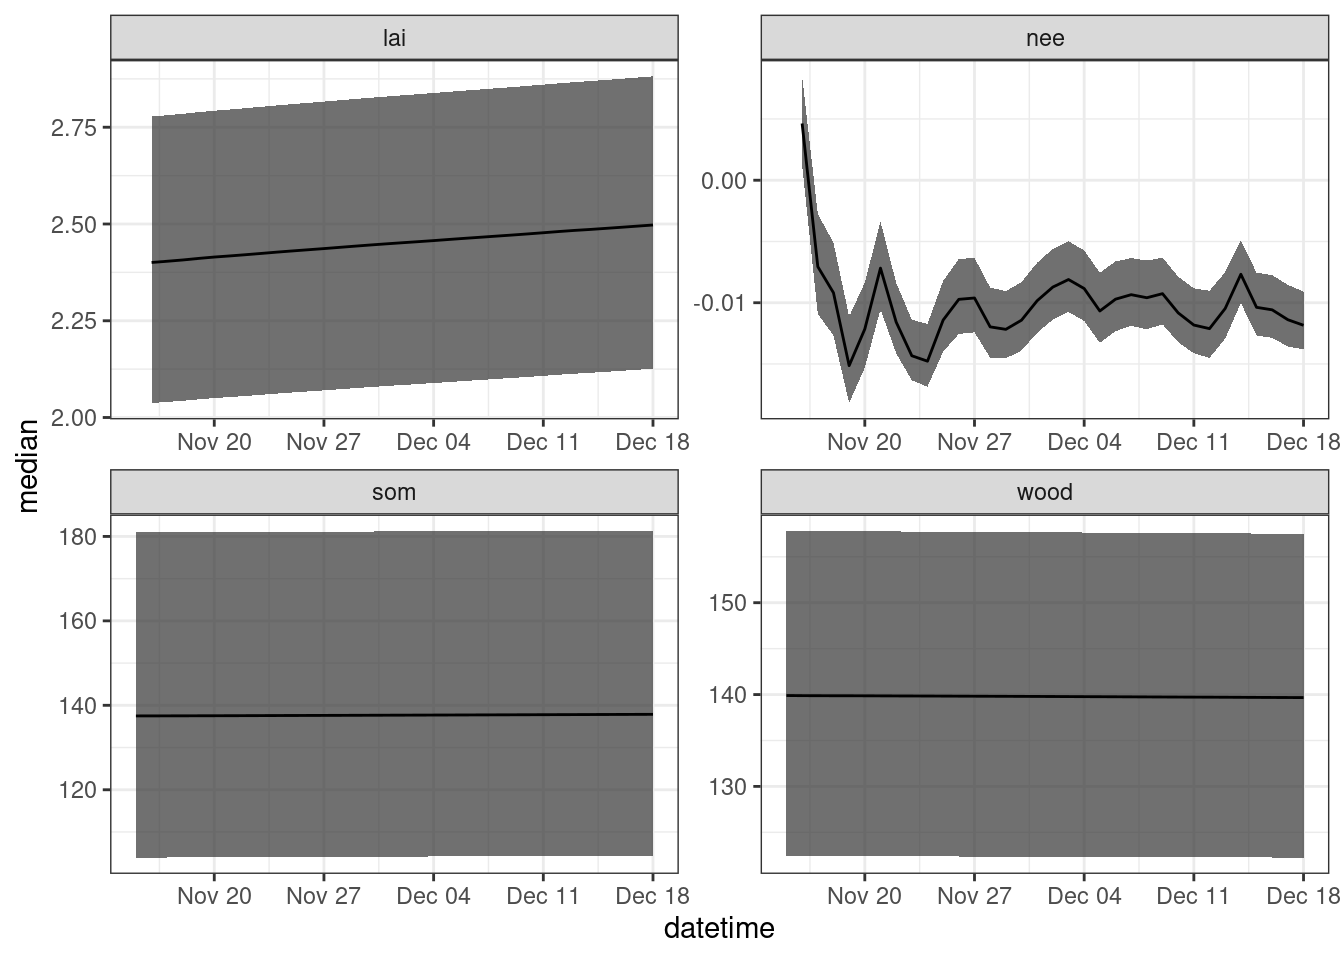 lai
nee
2.75
2.50
2.25
2.00
0.00
-0.01
Nov 20 Nov 27 Dec 04 Dec 11 Dec 18
Nov 20 Nov 27 Dec 04 Dec 11 Dec 18
median
som
wood
180
160
140
120
150
140
130
Nov 20 Nov 27 Dec 04 Dec 11 Dec 18
Nov 20 Nov 27 Dec 04 Dec 11 Dec 18
datetime